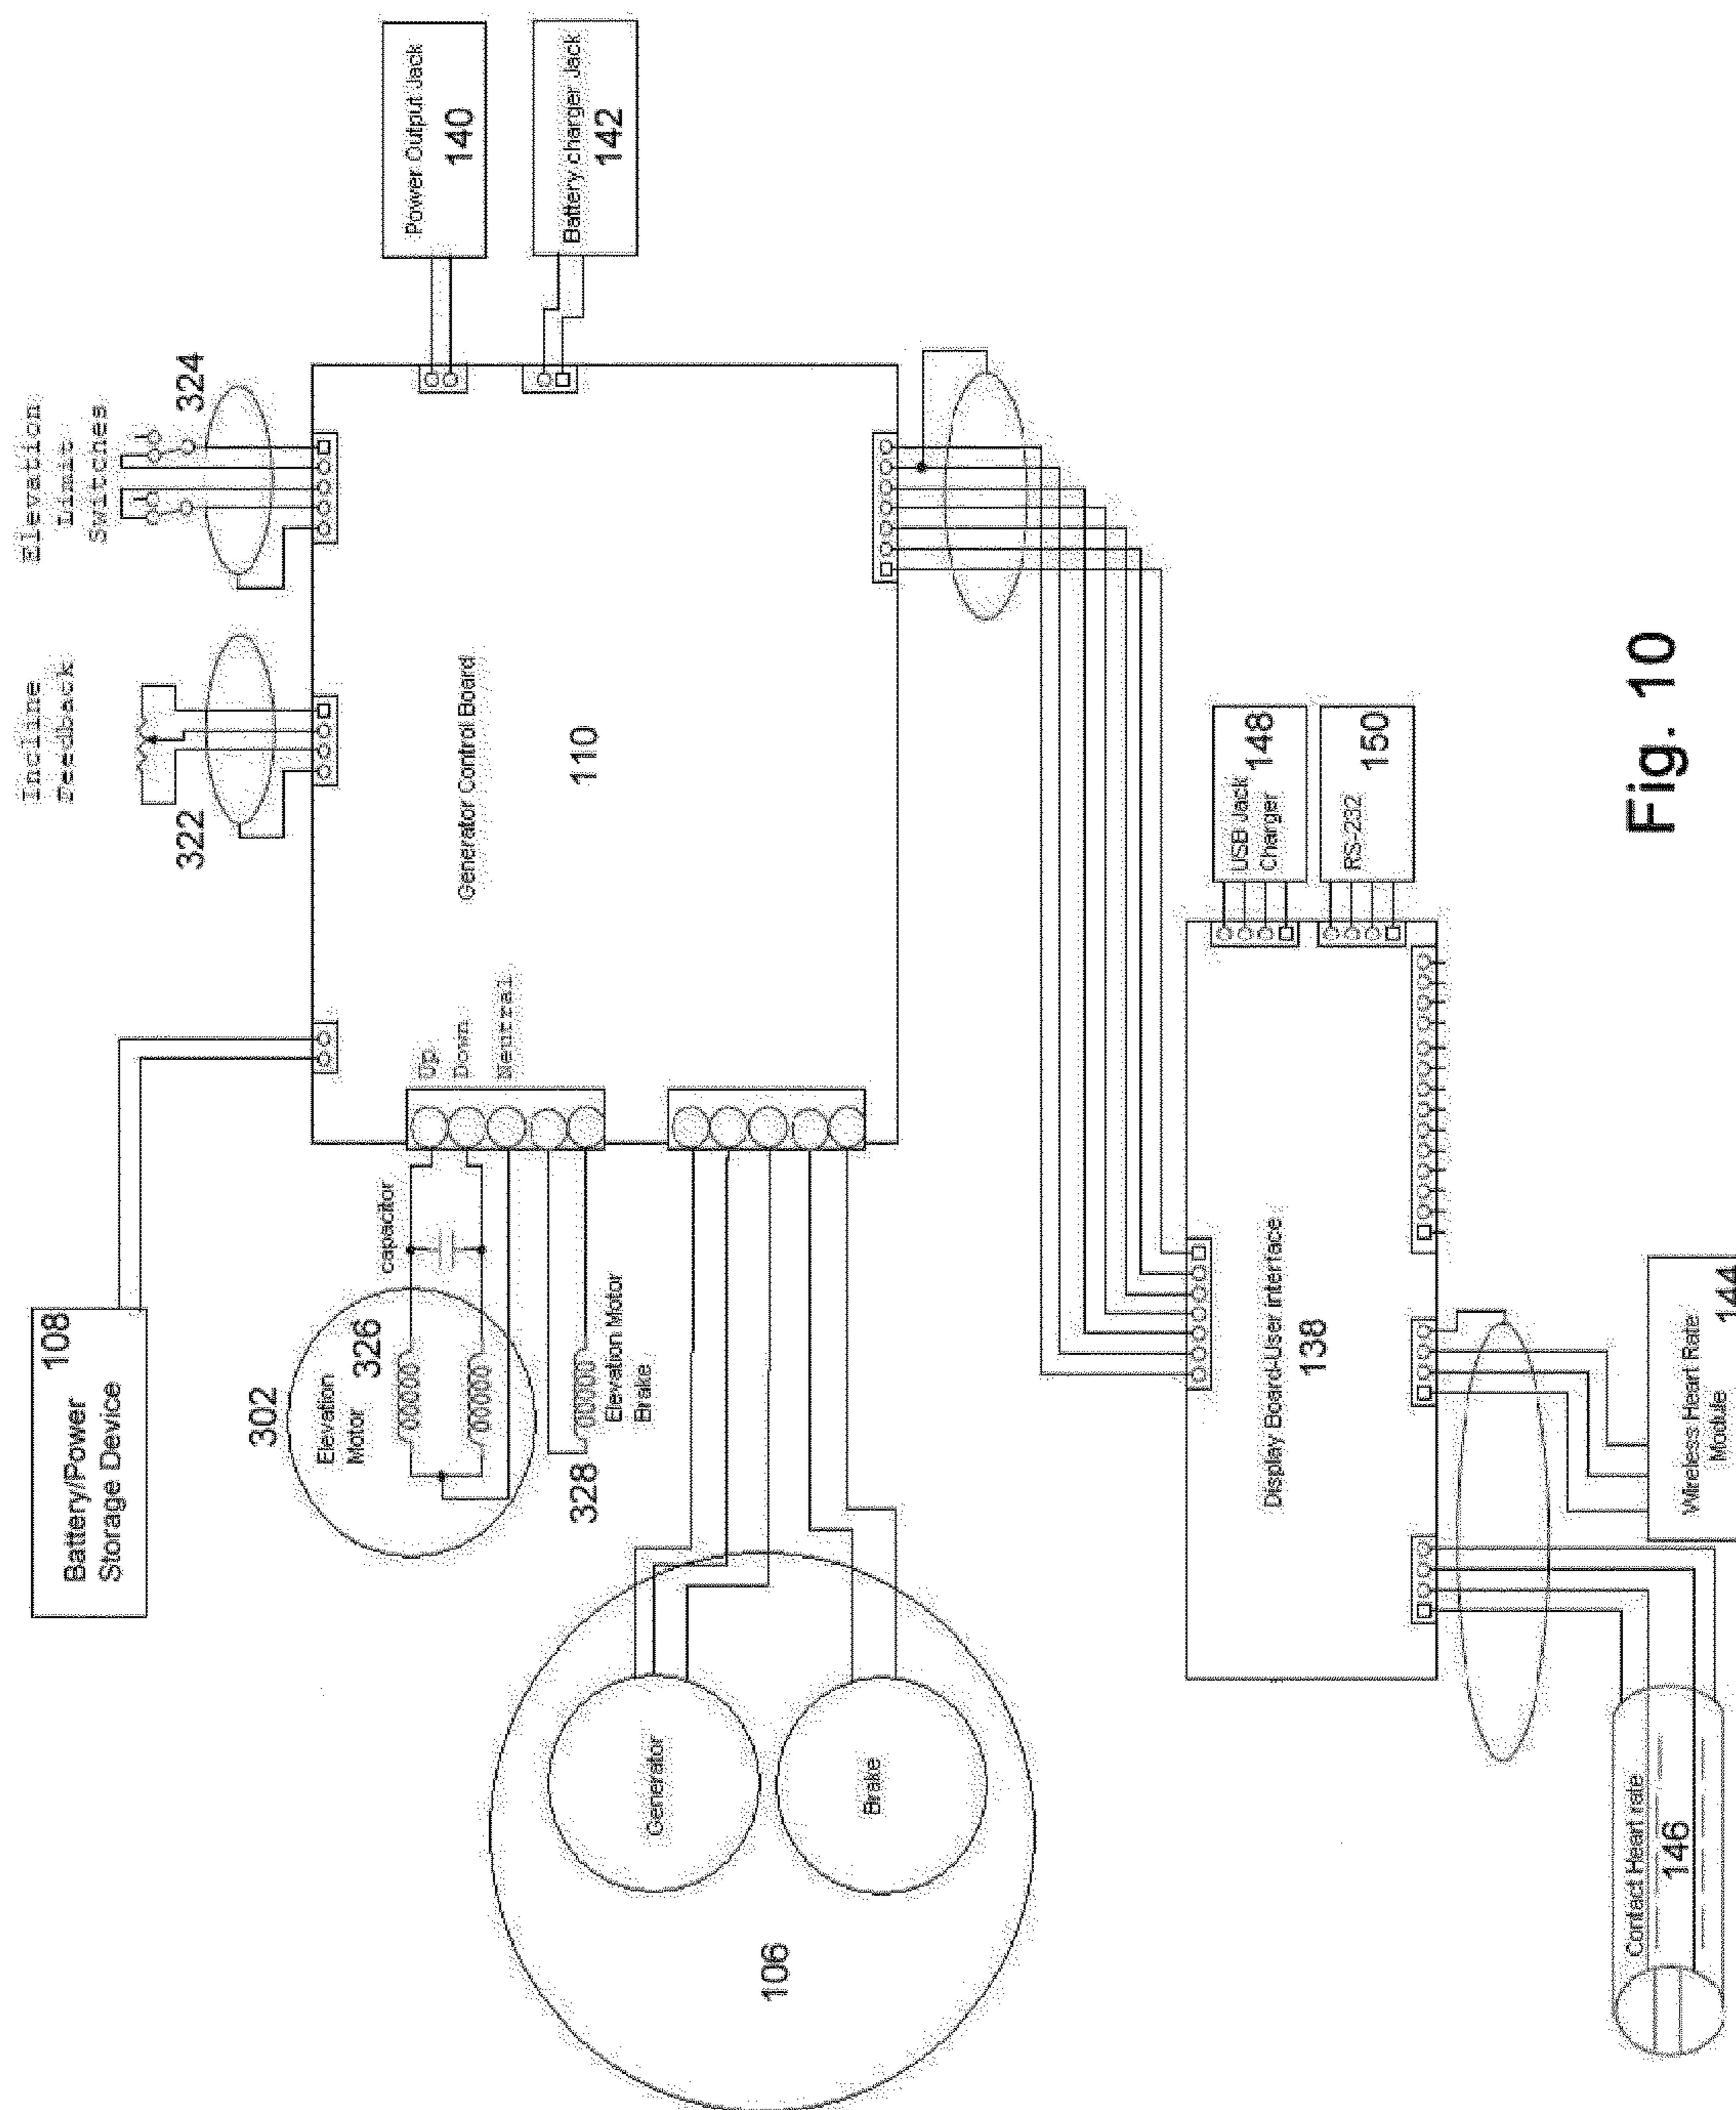 Battery/Power
Storage Device
108
302
Elevation
Motor
326
capacitor
328
Elevation Motor
Brake
Up
Down
Neutral
Incline
Feedback
322
Elevation
Limit
Switches
324
Generator Control Board
110
Power Output Jack
140
Battery charger Jack
142
Generator
Brake
106
Display Board-User interface
138
USB Jack
Charger
148
RS-232
150
Wireless Heart Rate
Module
144
Contact Heart rate
146
Fig. 10